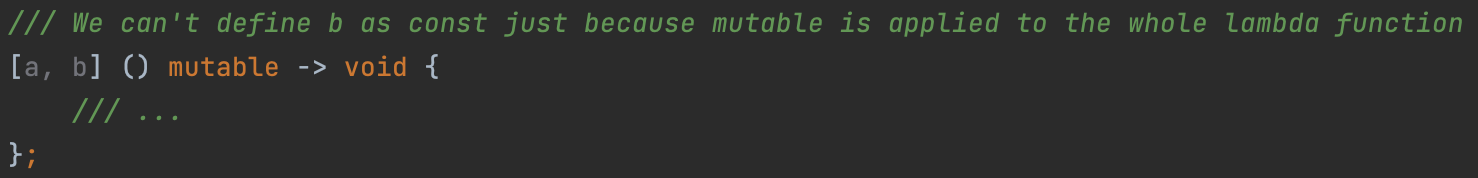 /// We can't define b as const just because mutable is applied to the whole lambda function
[a, b] () mutable -> void {
    /// ...
};